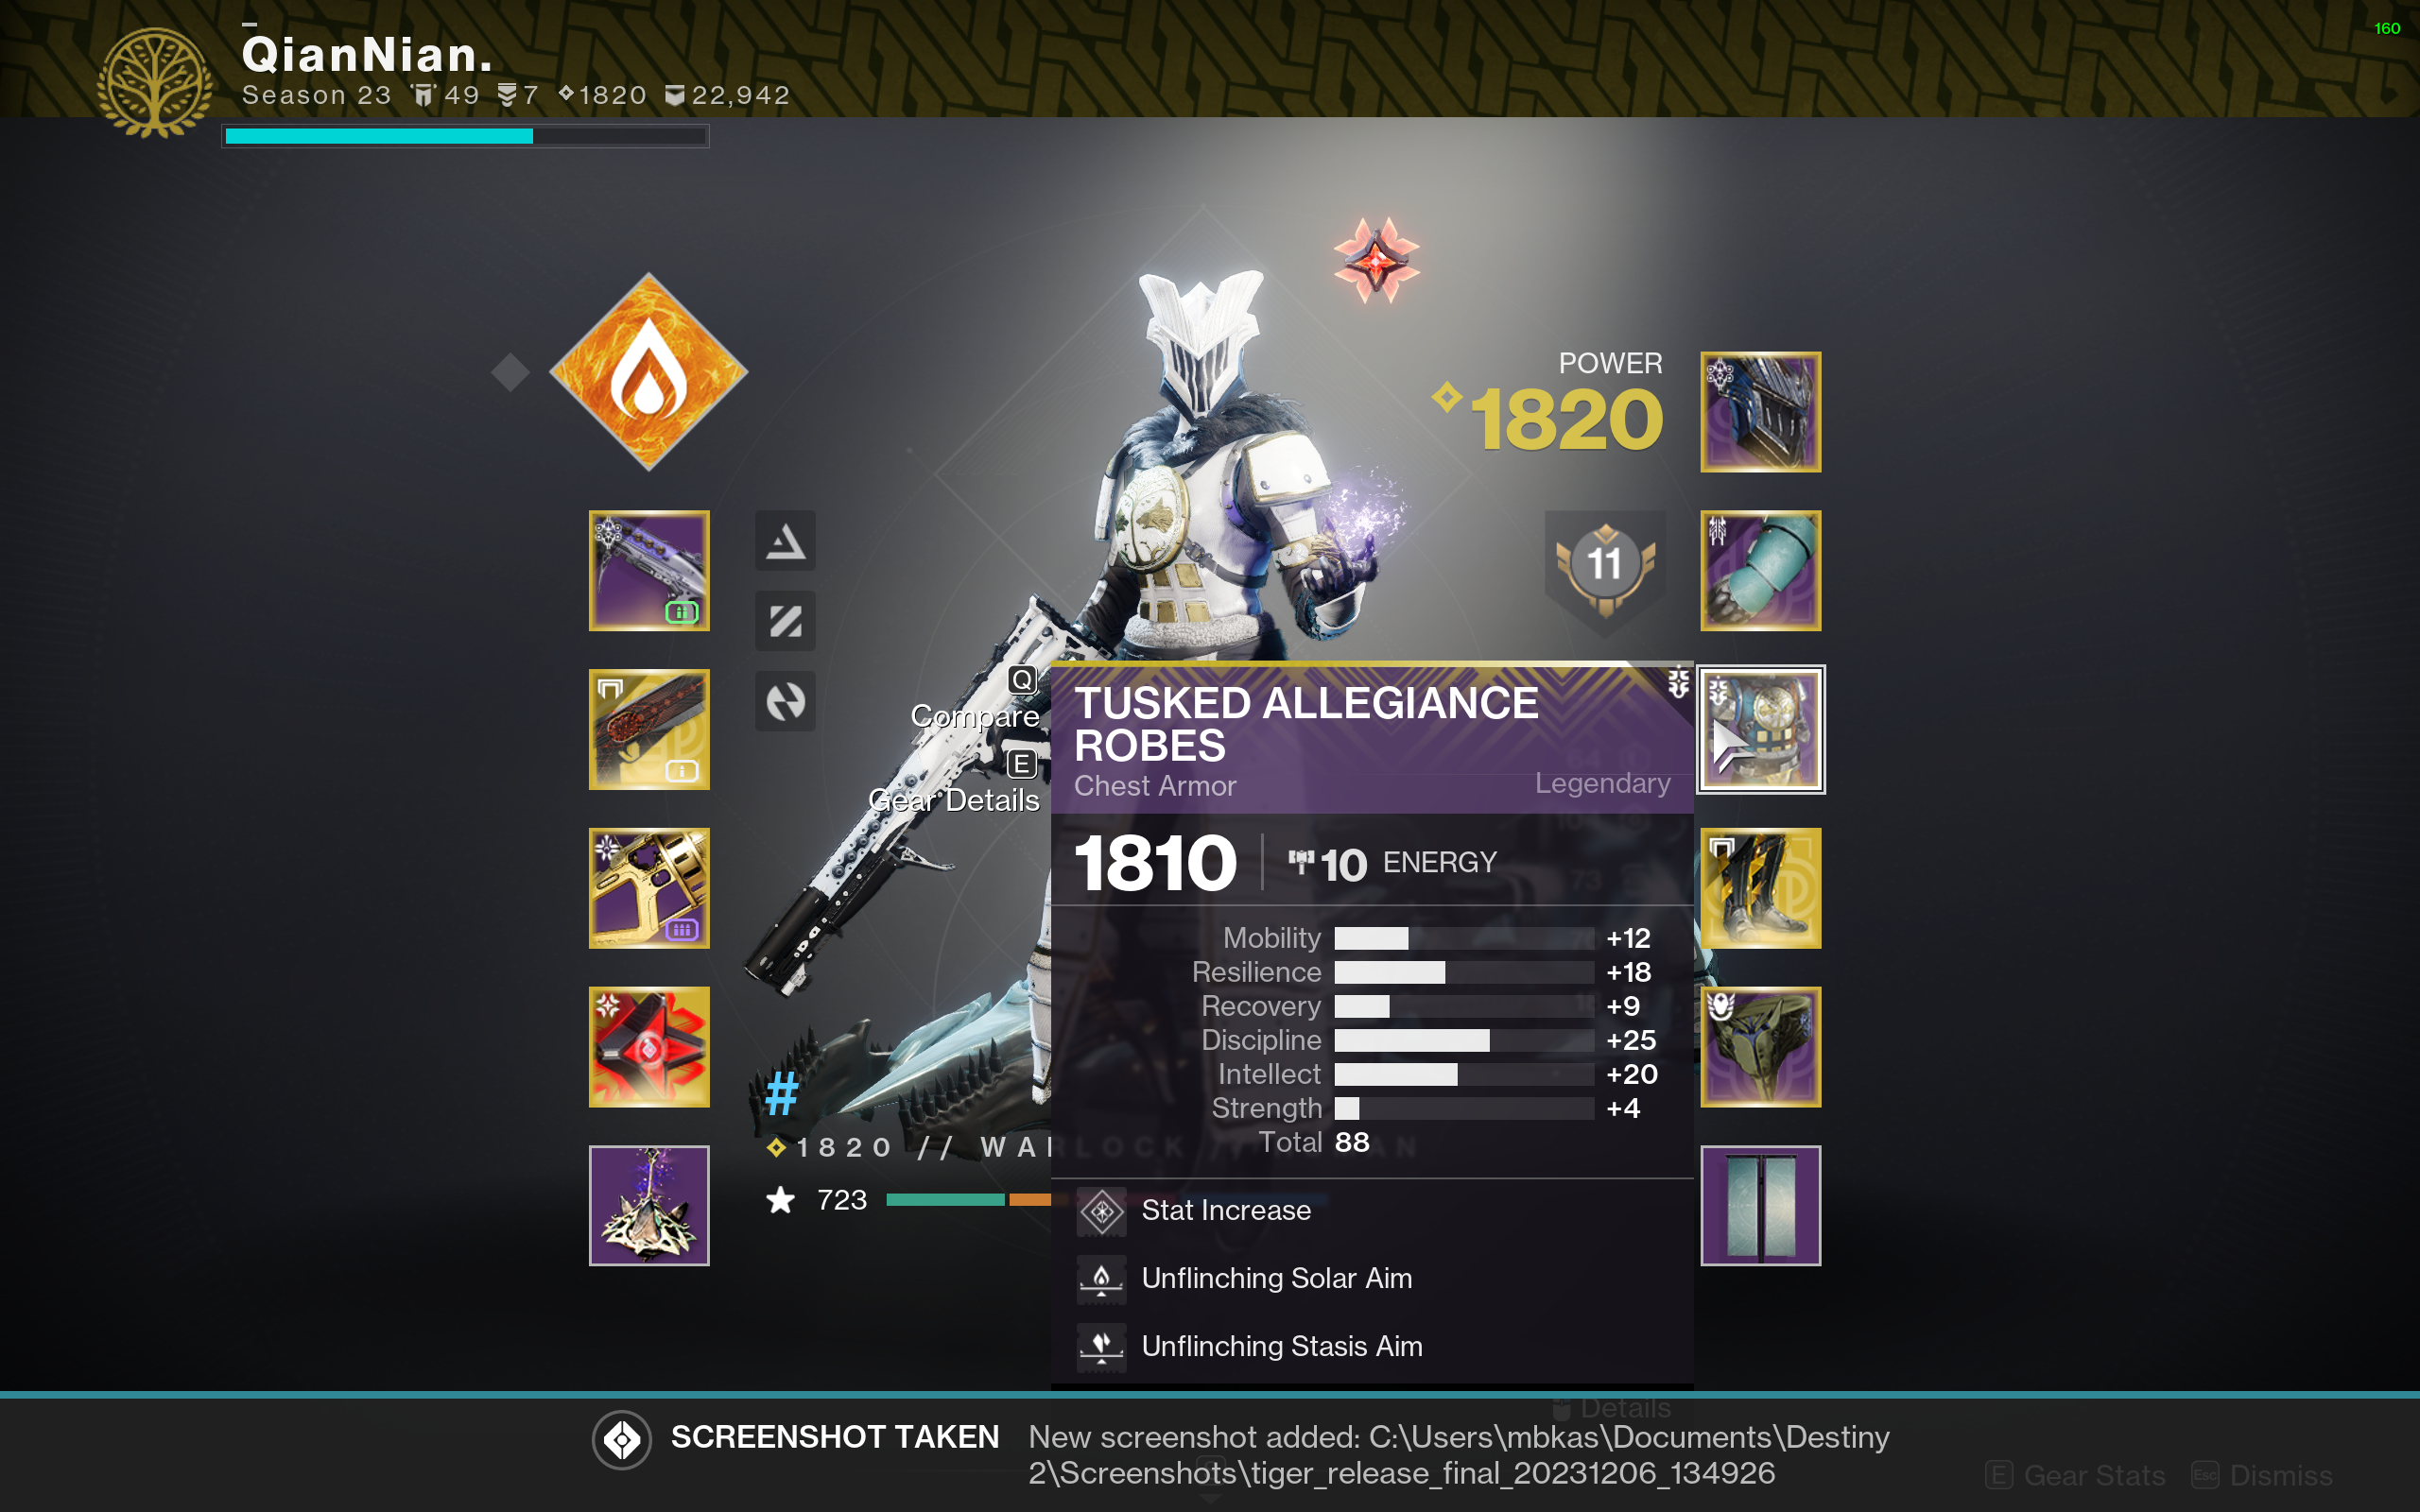 QianNian.
160
Season 23 49 7 1820 22,942
POWER
1820
11
Q
Compare
E
Gear Details
TUSKED ALLEGIANCE
ROBES
Chest Armor Legendary
1810 10 ENERGY
Mobility +12
Resilience +18
Recovery +9
Discipline +25
Intellect +20
Strength +4
Total 88
#
1820 // WARLOCK //
723
Stat Increase
Unflinching Solar Aim
Unflinching Stasis Aim
Details
SCREENSHOT TAKEN
New screenshot added: C:\Users\mbkas\Documents\Destiny
2\Screenshots\tiger_release_final_20231206_134926
E Gear Stats Esc Dismiss